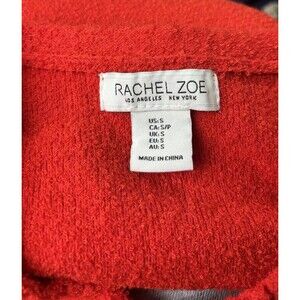 RACHEL ZOE
LOS ANGELES NEW YORK
US:S
CA:S/P
UK:S
EU:S
AU:S
MADE IN CHINA